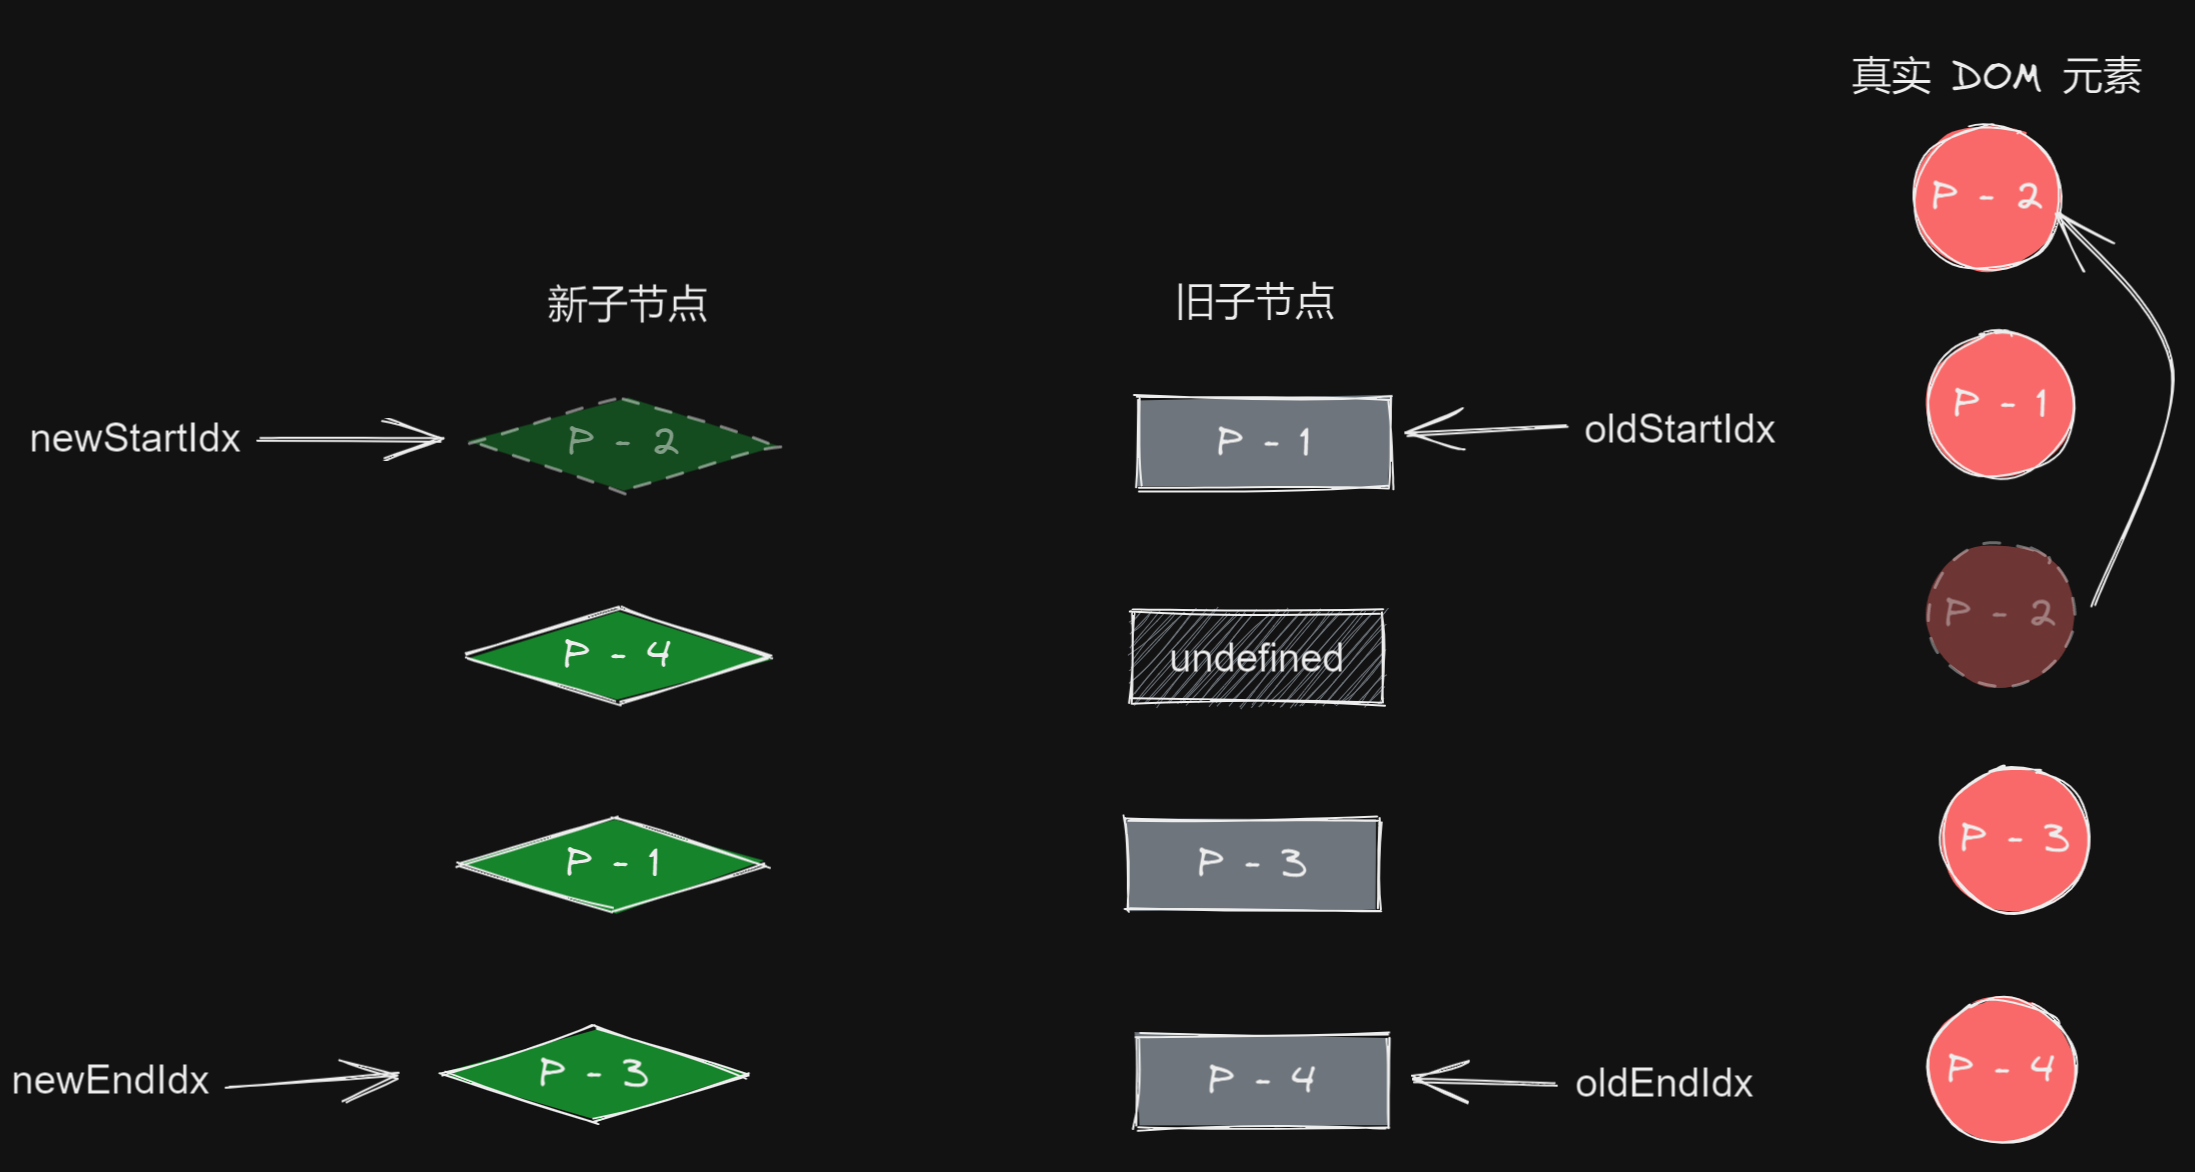 真实 DOM 元素
P - 2
新子节点
旧子节点
newStartIdx
P - 2
P - 1
oldStartIdx
P - 1
P - 4
undefined
P - 2
P - 1
P - 3
P - 3
newEndIdx
P - 3
P - 4
oldEndIdx
P - 4